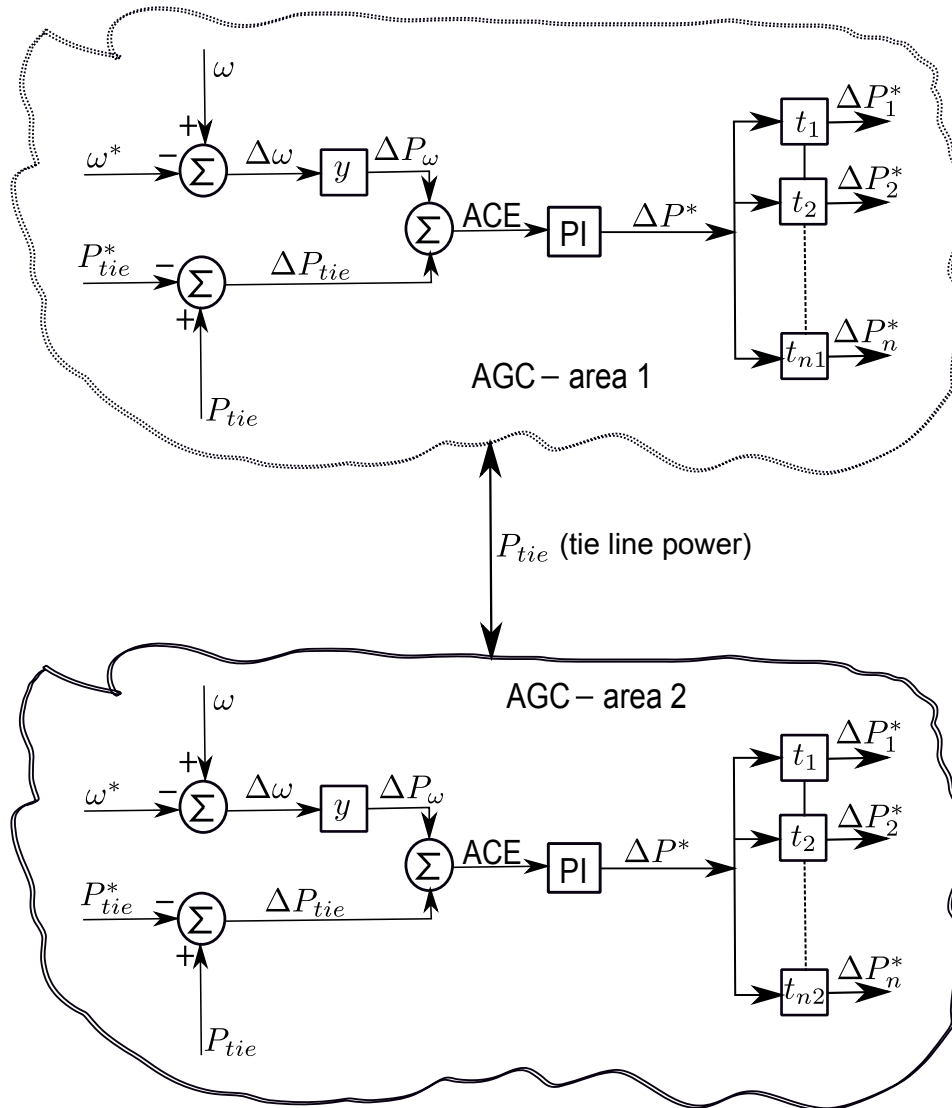 ω
+
ω* − Σ Δω y ΔP_ω
Σ ACE PI ΔP*
P*_tie − Σ ΔP_tie
+
P_tie
t_1 ΔP*_1
t_2 ΔP*_2
t_n1 ΔP*_n
AGC – area 1
P_tie (tie line power)
AGC – area 2
ω
+
ω* − Σ Δω y ΔP_ω
Σ ACE PI ΔP*
P*_tie − Σ ΔP_tie
+
P_tie
t_1 ΔP*_1
t_2 ΔP*_2
t_n2 ΔP*_n